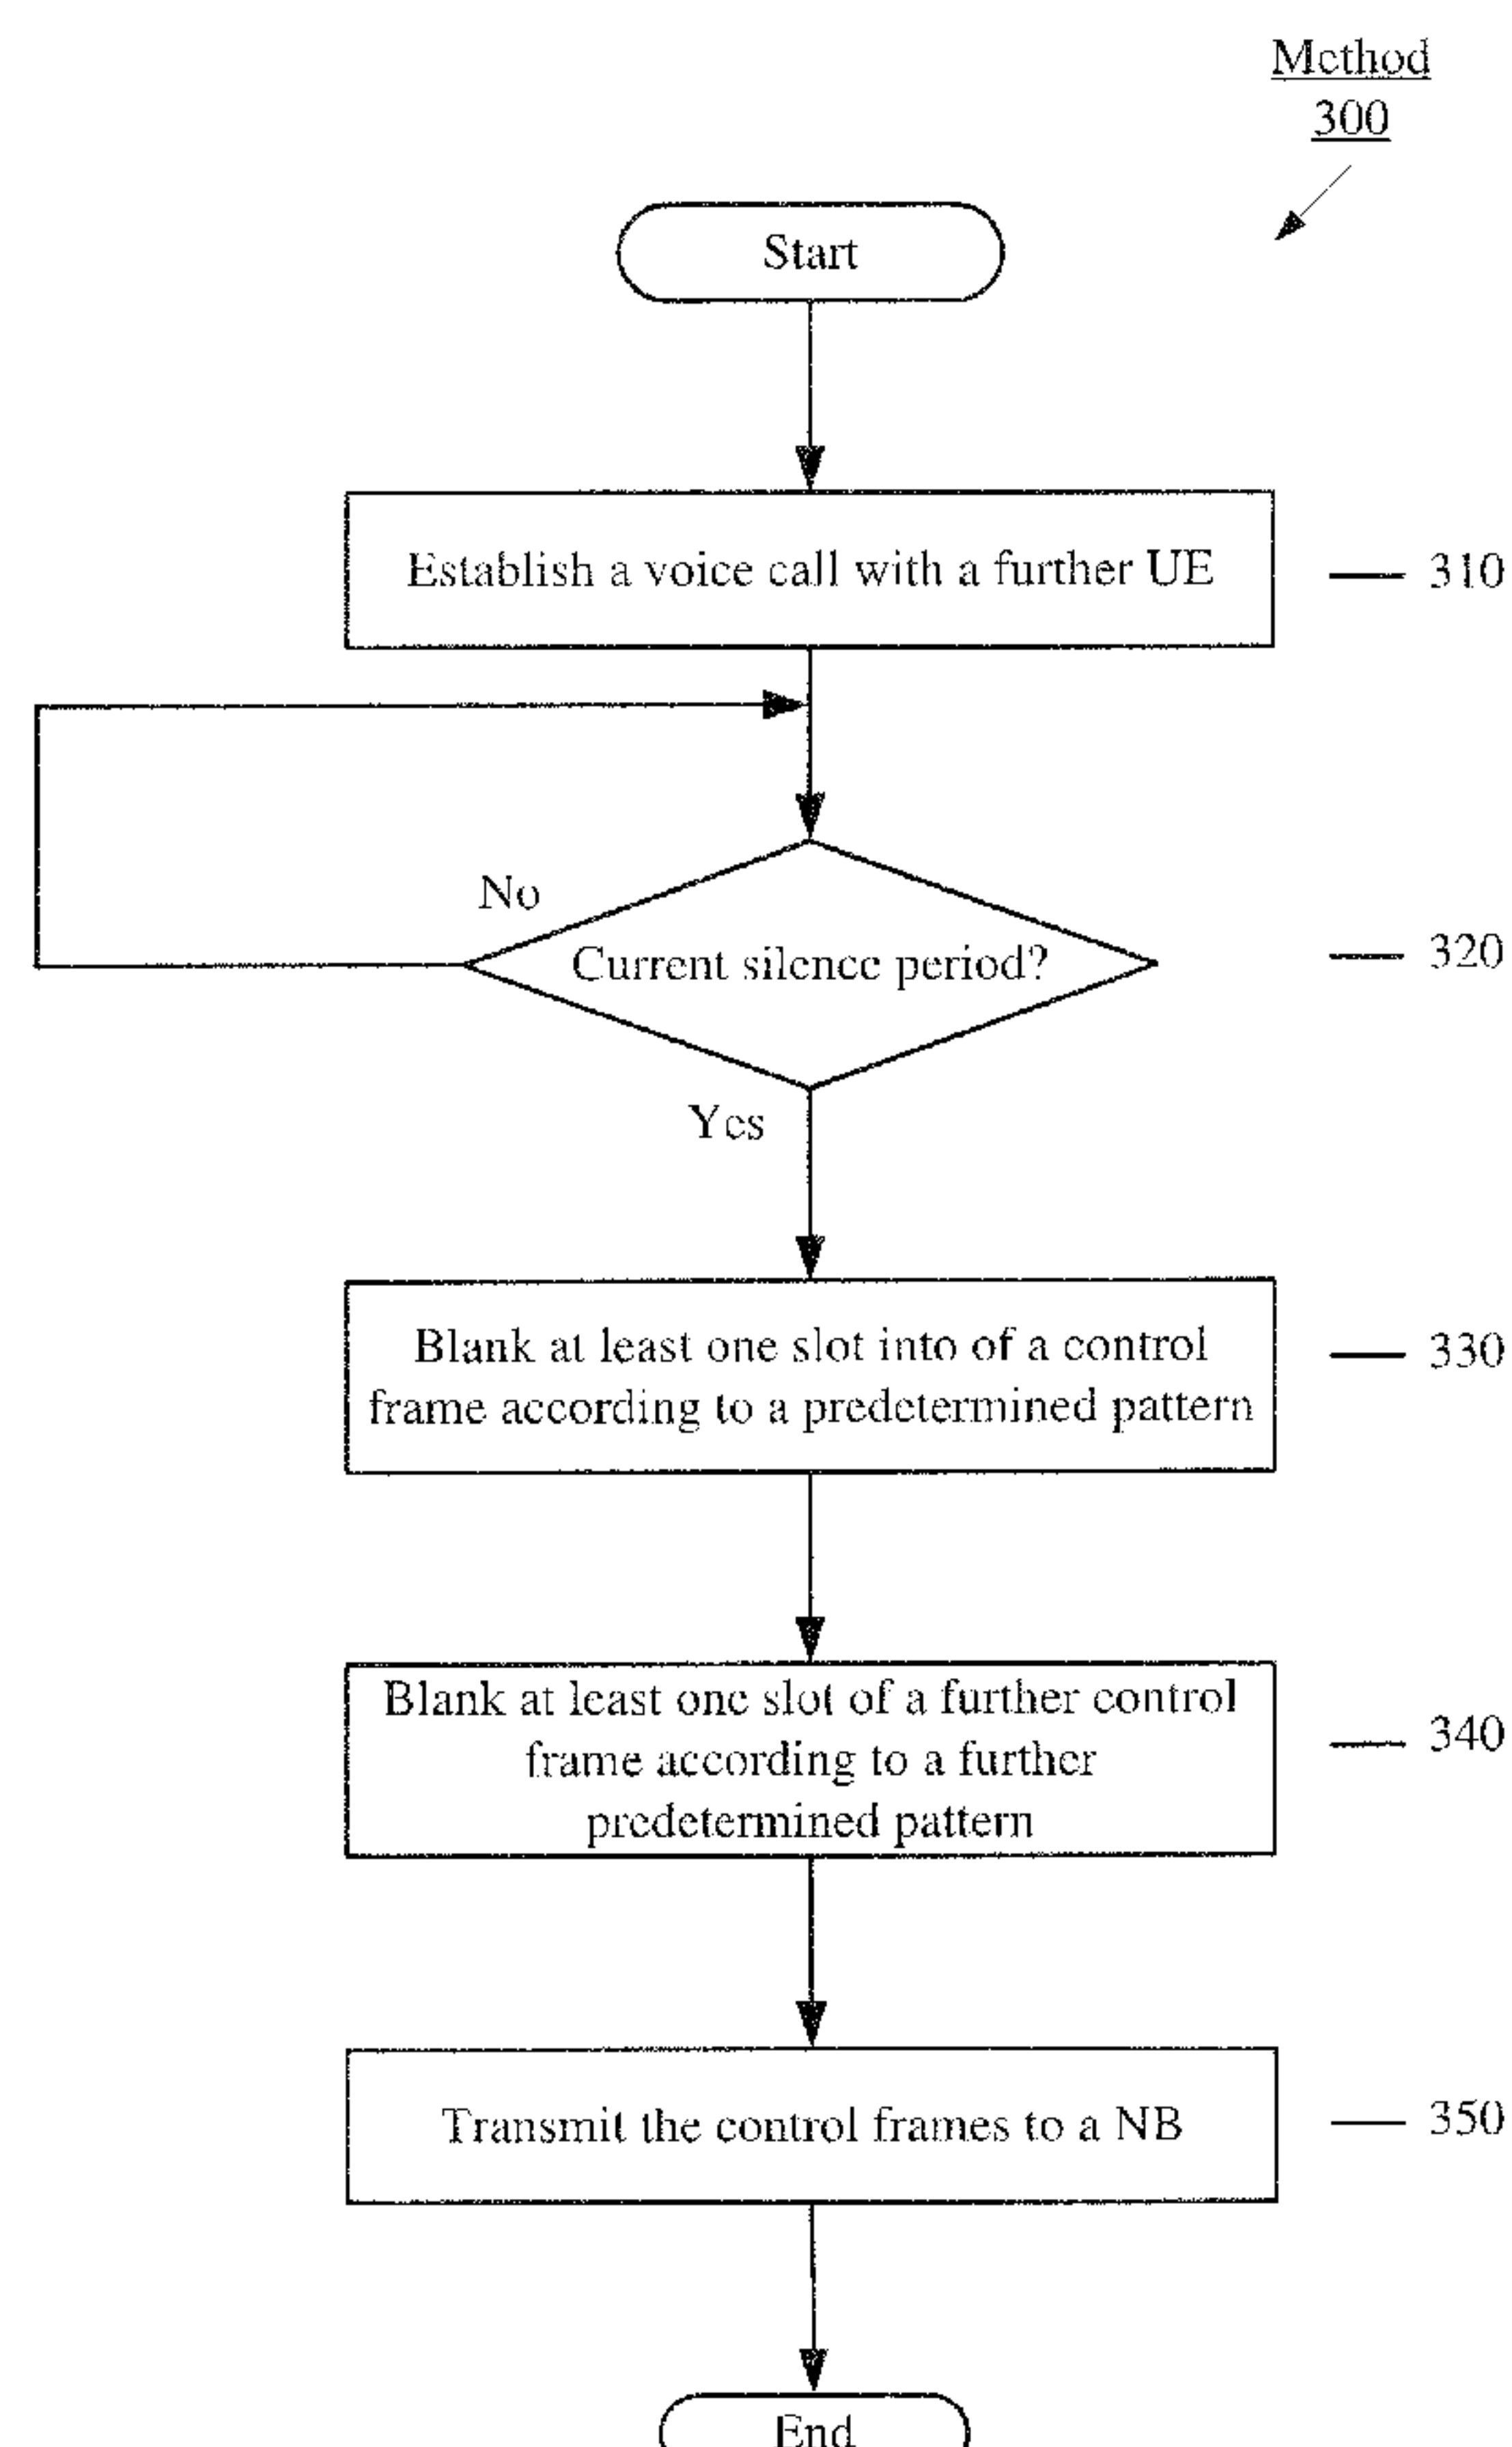 Method
300
Start
Establish a voice call with a further UE
310
No
Current silence period?
320
Yes
Blank at least one slot into of a control
frame according to a predetermined pattern
330
Blank at least one slot of a further control
frame according to a further
predetermined pattern
340
Transmit the control frames to a NB
350
End